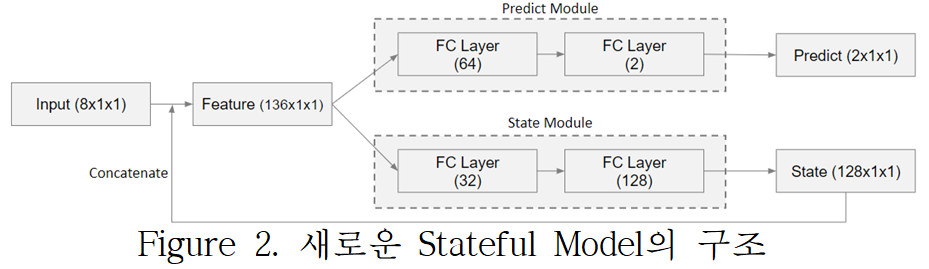 Predict Module
FC Layer
(64)
FC Layer
(2)
Predict (2x1x1)
Input (8x1x1)
Feature (136x1x1)
State Module
FC Layer
(32)
FC Layer
(128)
State (128x1x1)
Concatenate
Figure 2. 새로운 Stateful Model의 구조